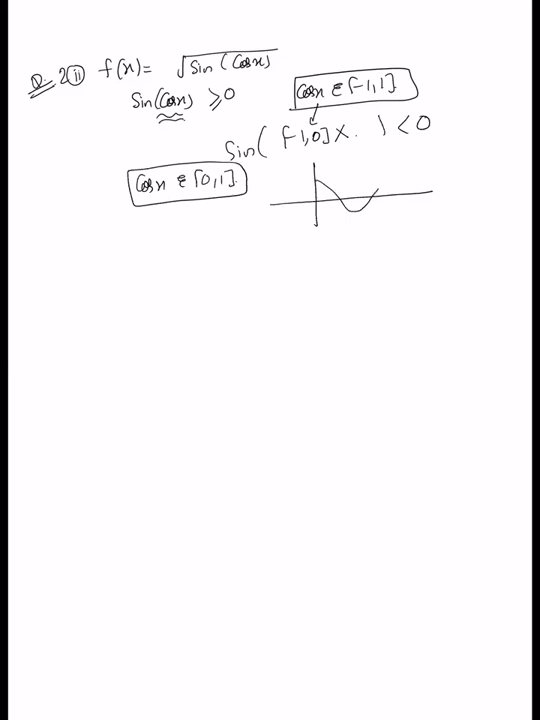 Q. 2(ii) f(x) = √Sin (Cosx)
Sin(Cosx) ≥ 0
Cosx ∈ [-1,1]
Sin( [-1,0] x. ) < 0
Cosx ∈ [0,1].